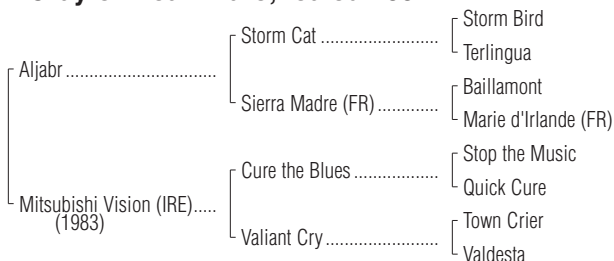 Storm Bird
Storm Cat ........................
Terlingua
Aljabr ...............................
Baillamont
Sierra Madre (FR) .............
Marie d'Irlande (FR)
Stop the Music
Cure the Blues ..................
Quick Cure
Mitsubishi Vision (IRE).....
(1983)
Town Crier
Valiant Cry ........................
Valdesta